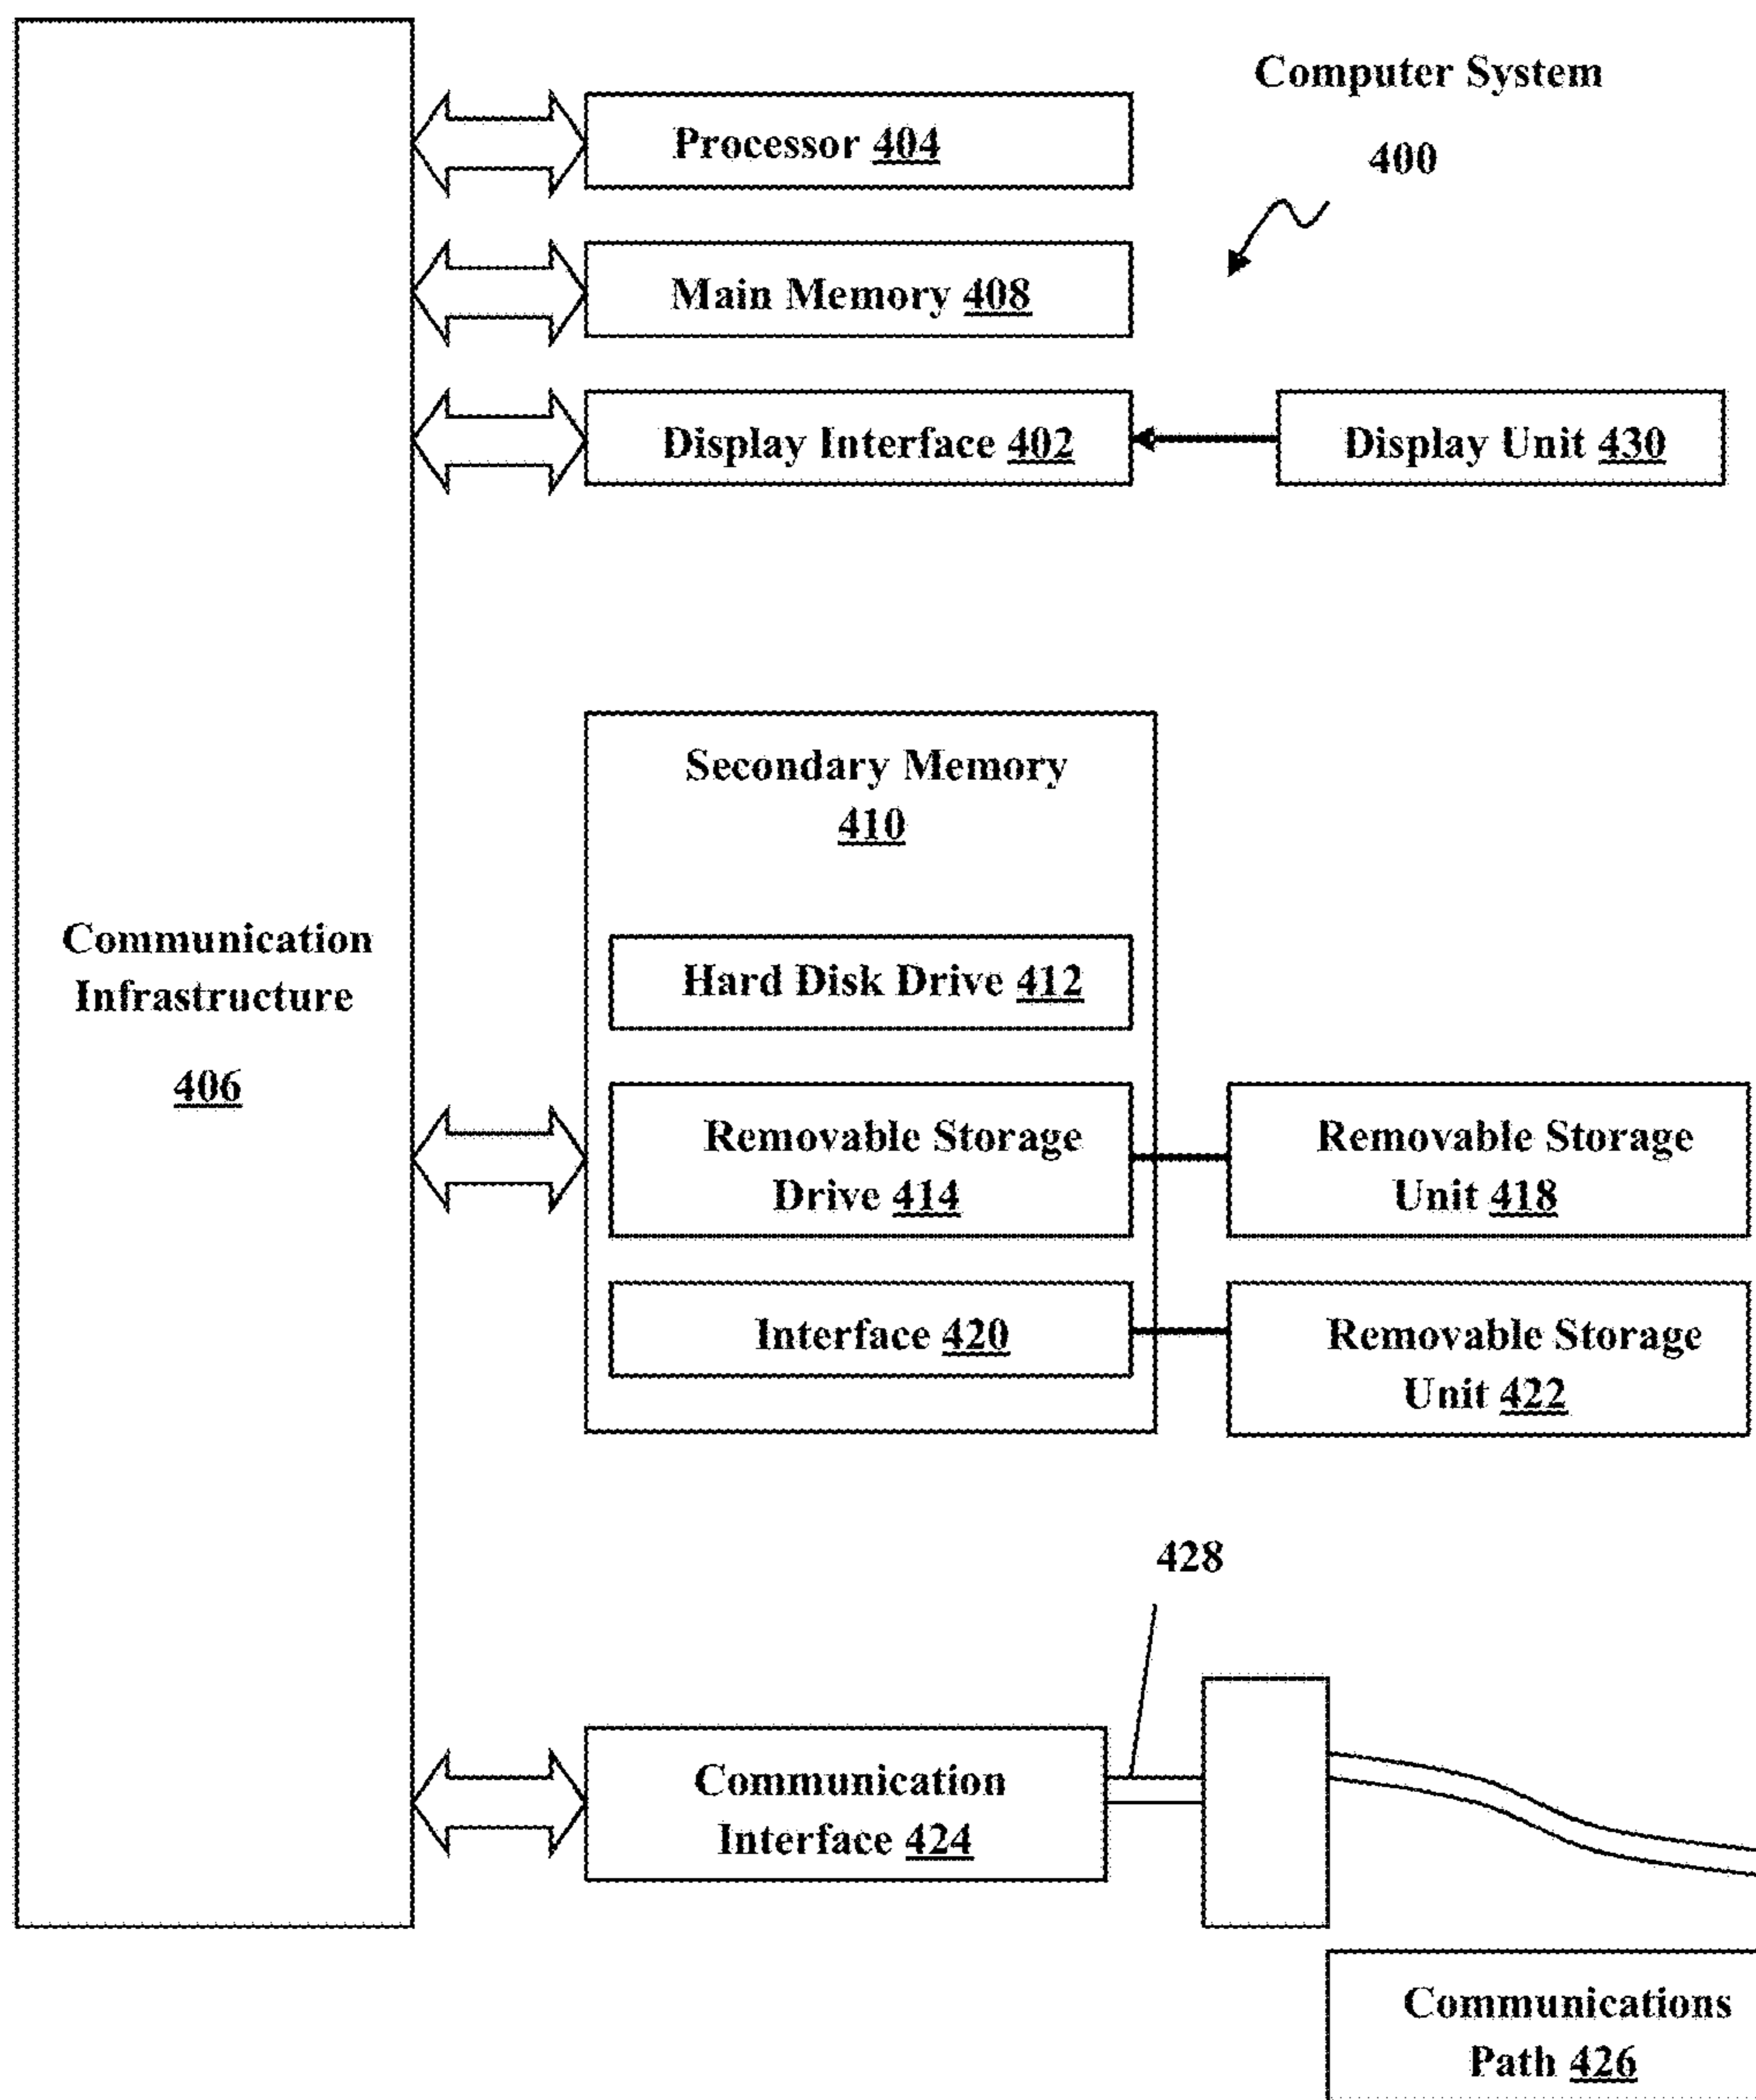 Computer System
400
Processor 404
Main Memory 408
Display Interface 402
Display Unit 430
Secondary Memory
410
Communication
Infrastructure
406
Hard Disk Drive 412
Removable Storage
Drive 414
Removable Storage
Unit 418
Interface 420
Removable Storage
Unit 422
428
Communication
Interface 424
Communications
Path 426